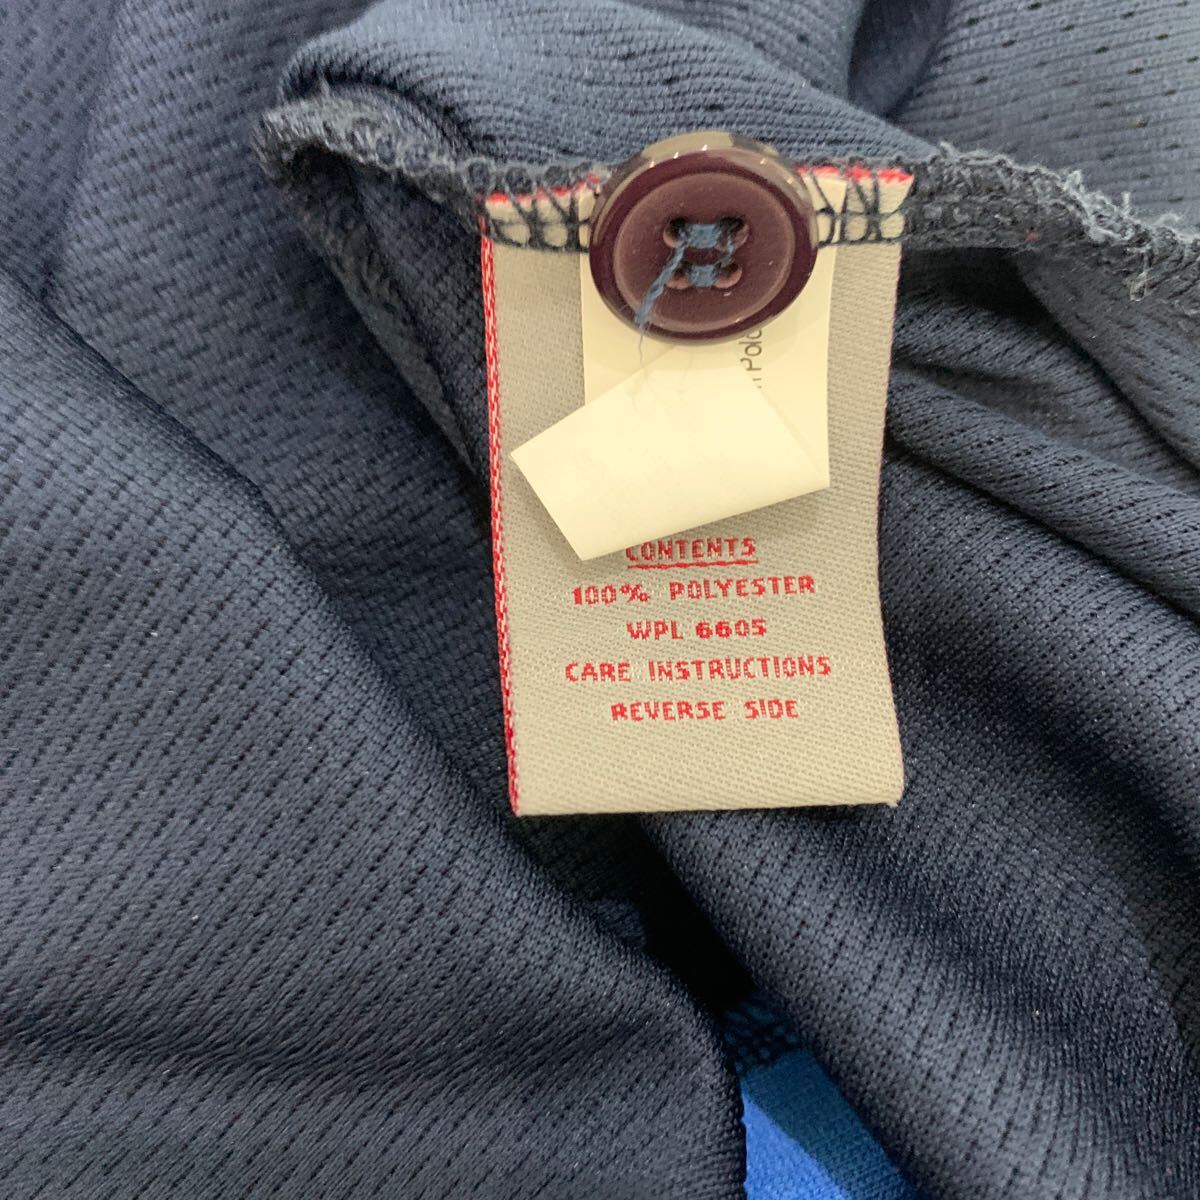 CONTENTS
100% POLYESTER
WPL 6605
CARE INSTRUCTIONS
REVERSE SIDE